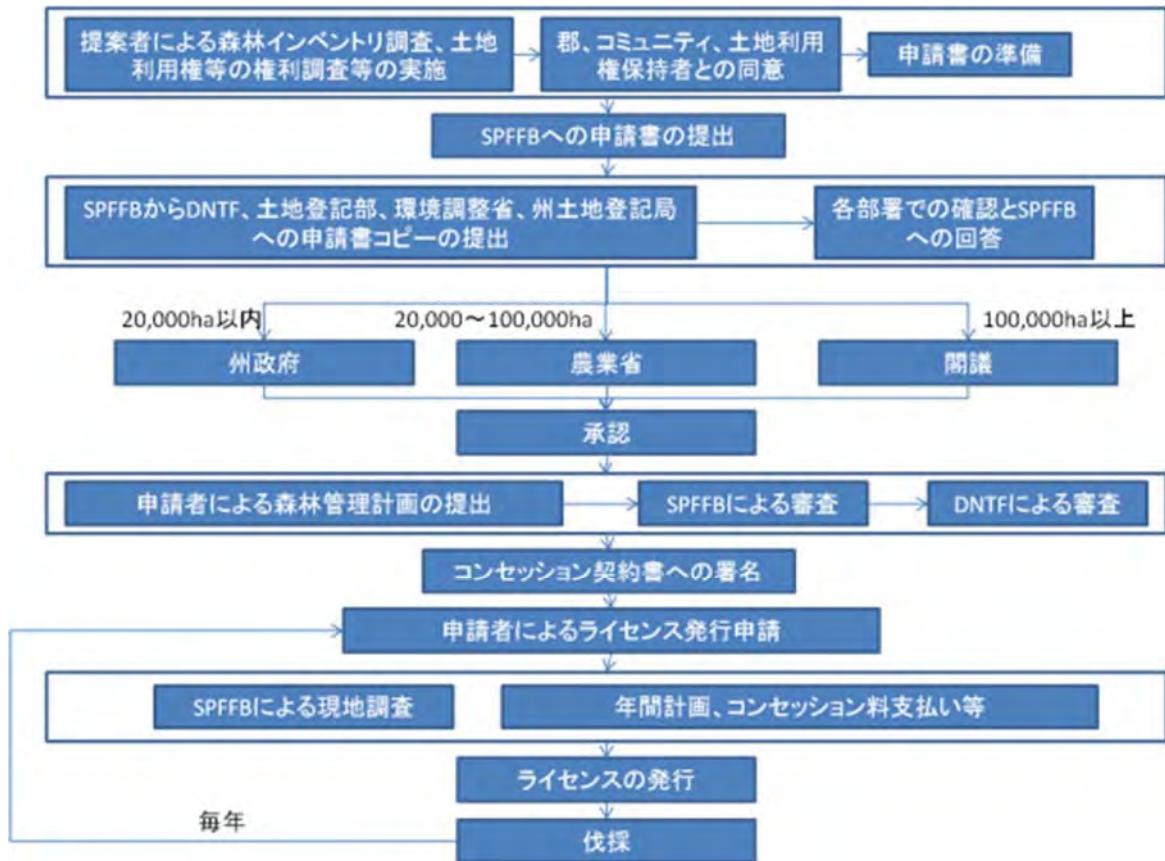 提案者による森林インベントリ調査、土地
利用権等の権利調査等の実施
郡、コミュニティ、土地利用
権保持者との同意
申請書の準備
SPFFBへの申請書の提出
SPFFBからDNTF、土地登記部、環境調整省、州土地登記局
への申請書コピーの提出
各部署での確認とSPFFB
への回答
20,000ha以内
20,000～100,000ha
100,000ha以上
州政府
農業省
閣議
承認
申請者による森林管理計画の提出
SPFFBによる審査
DNTFによる審査
コンセッション契約書への署名
申請者によるライセンス発行申請
SPFFBによる現地調査
年間計画、コンセッション料支払い等
ライセンスの発行
毎年
伐採